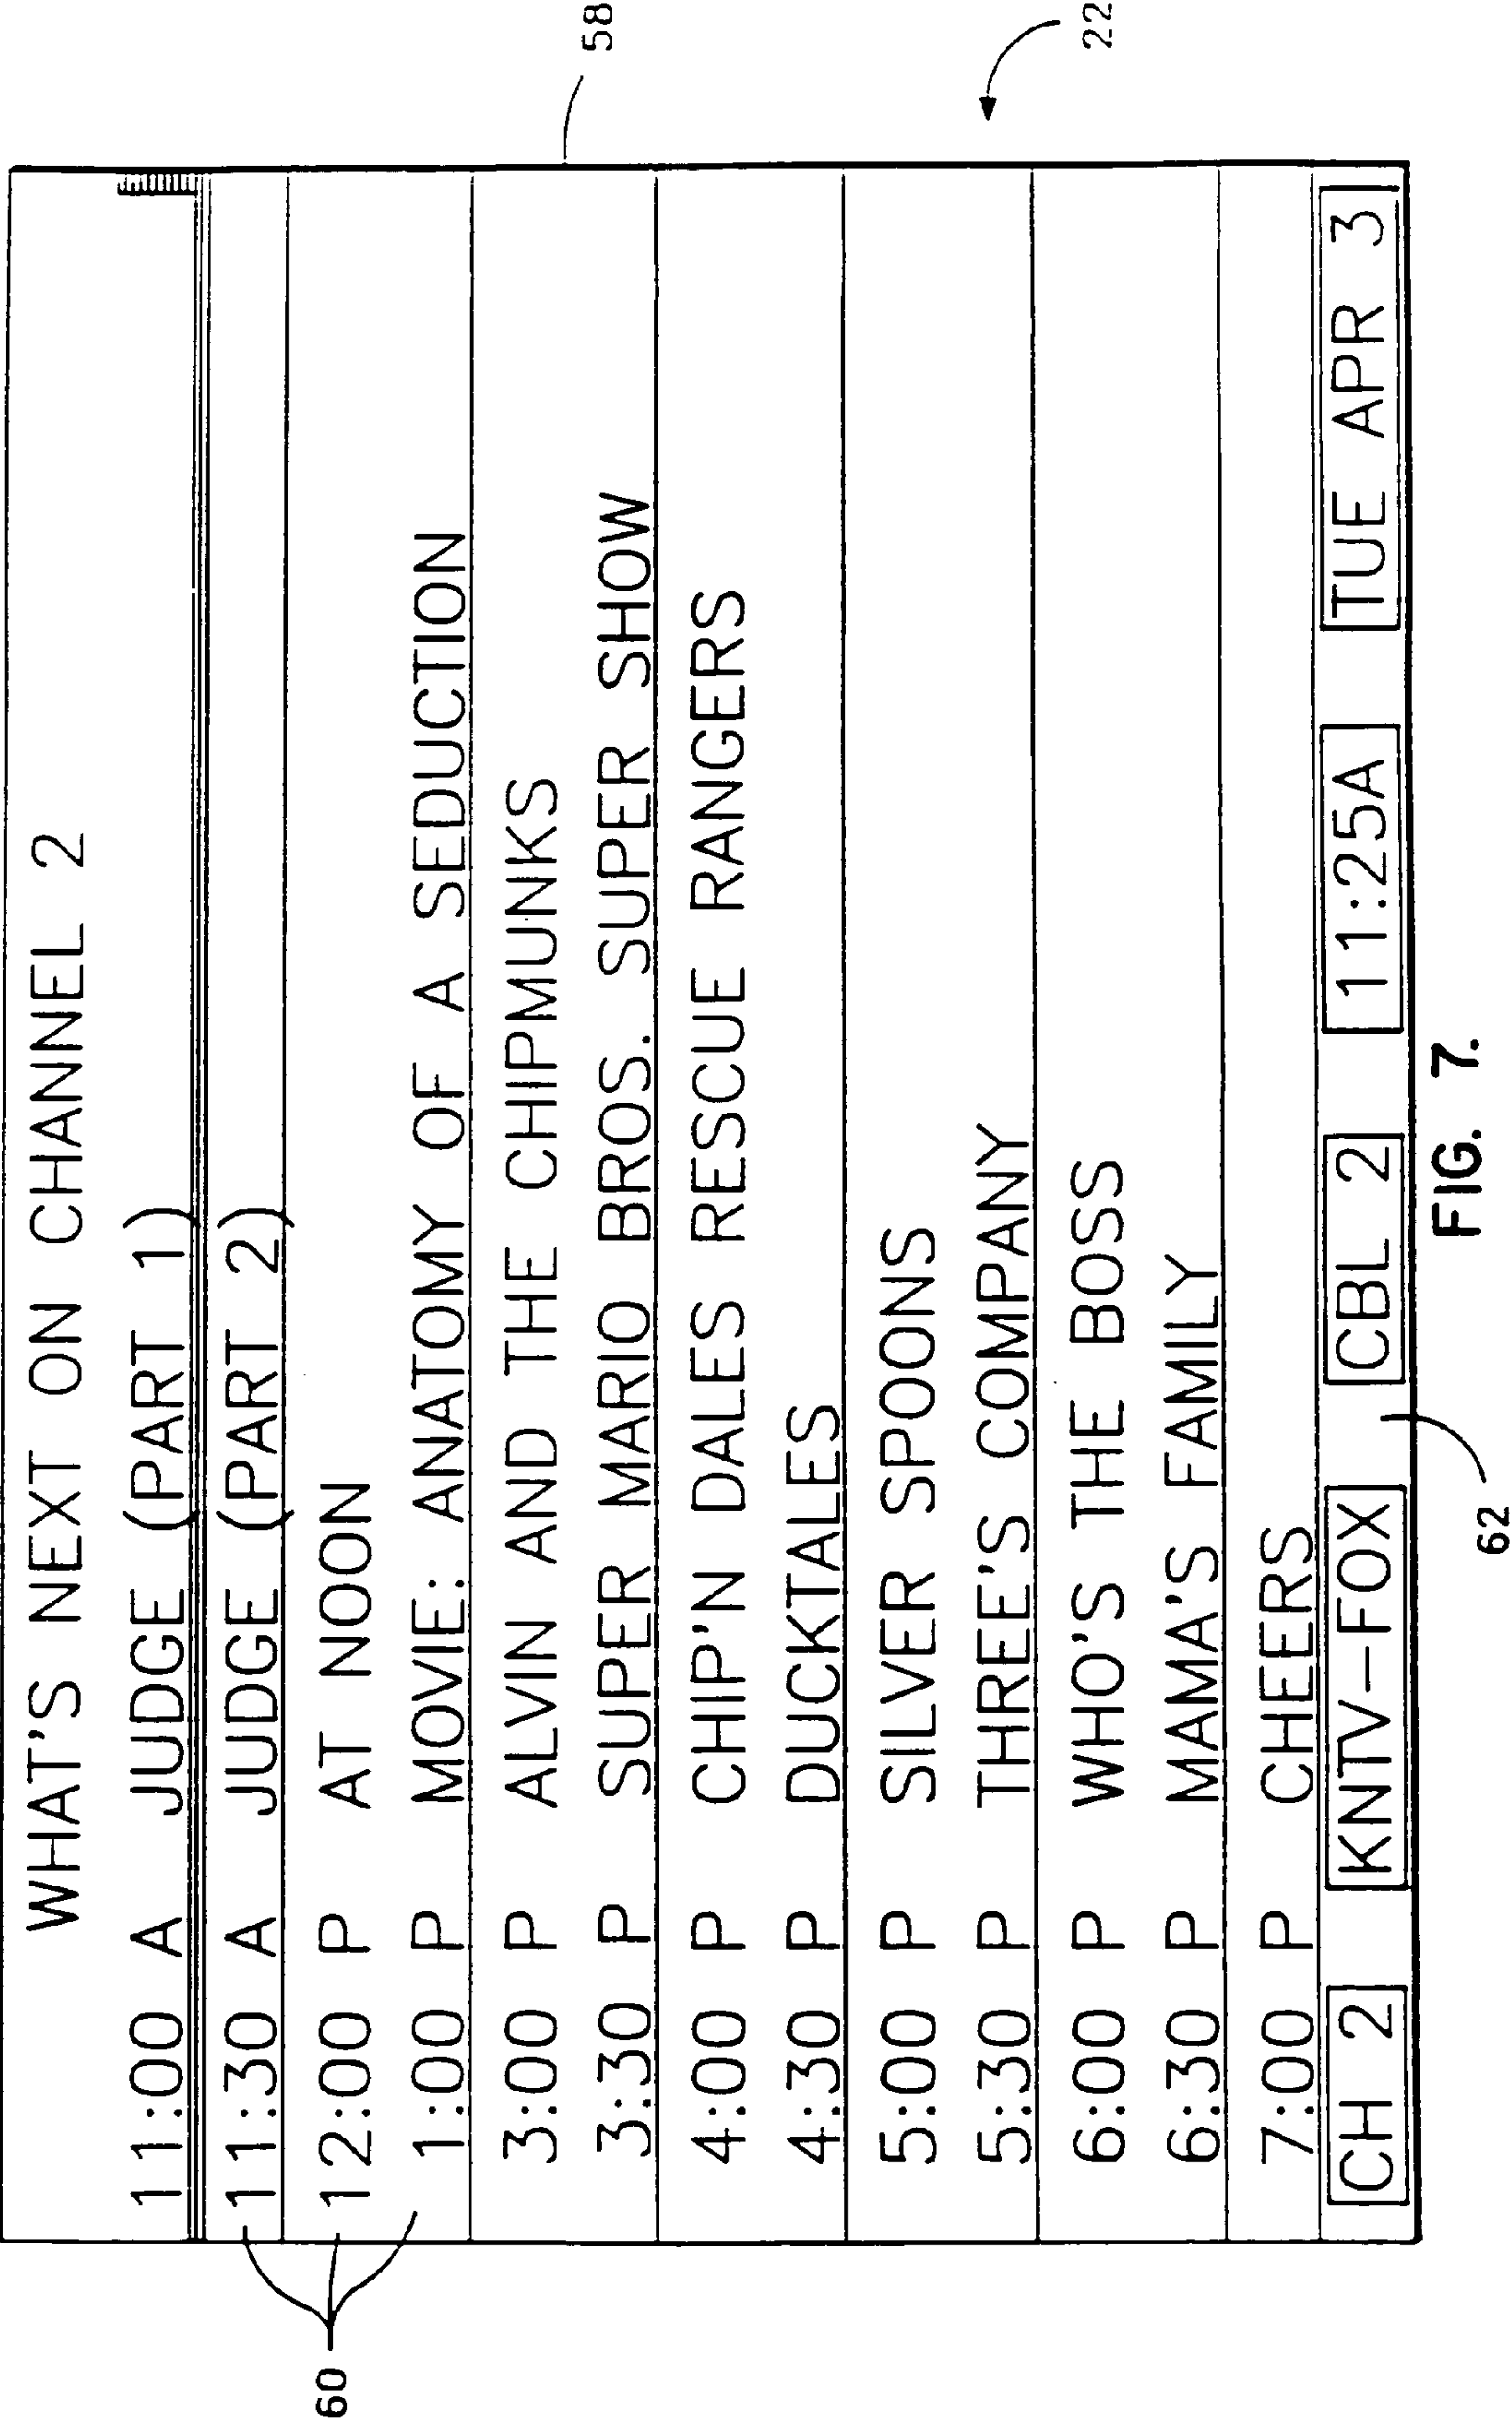 WHAT'S NEXT ON CHANNEL 2
11:00 A JUDGE (PART 1)
11:30 A JUDGE (PART 2)
12:00 P AT NOON
1:00 P MOVIE: ANATOMY OF A SEDUCTION
3:00 P ALVIN AND THE CHIPMUNKS
3:30 P SUPER MARIO BROS. SUPER SHOW
4:00 P CHIP'N DALES RESCUE RANGERS
4:30 P DUCKTALES
5:00 P SILVER SPOONS
5:30 P THREE'S COMPANY
6:00 P WHO'S THE BOSS
6:30 P MAMA'S FAMILY
7:00 P CHEERS
CH 2 KNTV-FOX CBL 2 11:25A TUE APR 3
60
58
22
62
FIG. 7.